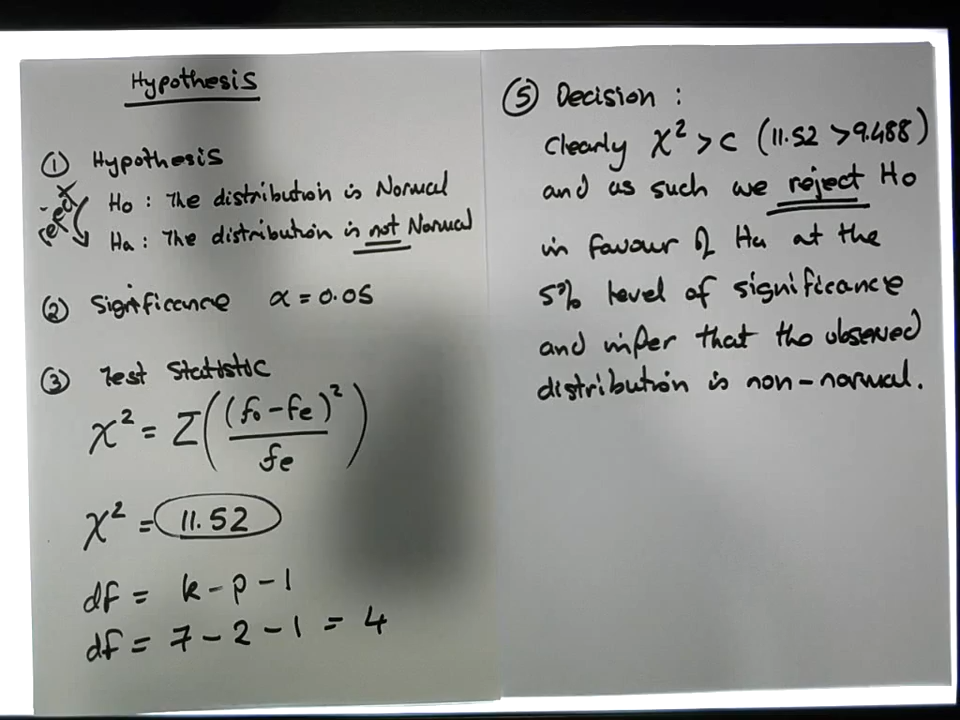 Hypothesis
① Hypothesis
reject
Ho : The distribution is Normal
Ha : The distribution is not Normal
② Significance α = 0.05
③ Test Statistic
χ² = Σ((fo - fe)²/fe)
χ² = 11.52
df = k - p - 1
df = 7 - 2 - 1 = 4
⑤ Decision :
Clearly χ² > c (11.52 > 9.488)
and as such we reject Ho
in favour of Ha at the
5% level of significance
and infer that the observed
distribution is non-normal.